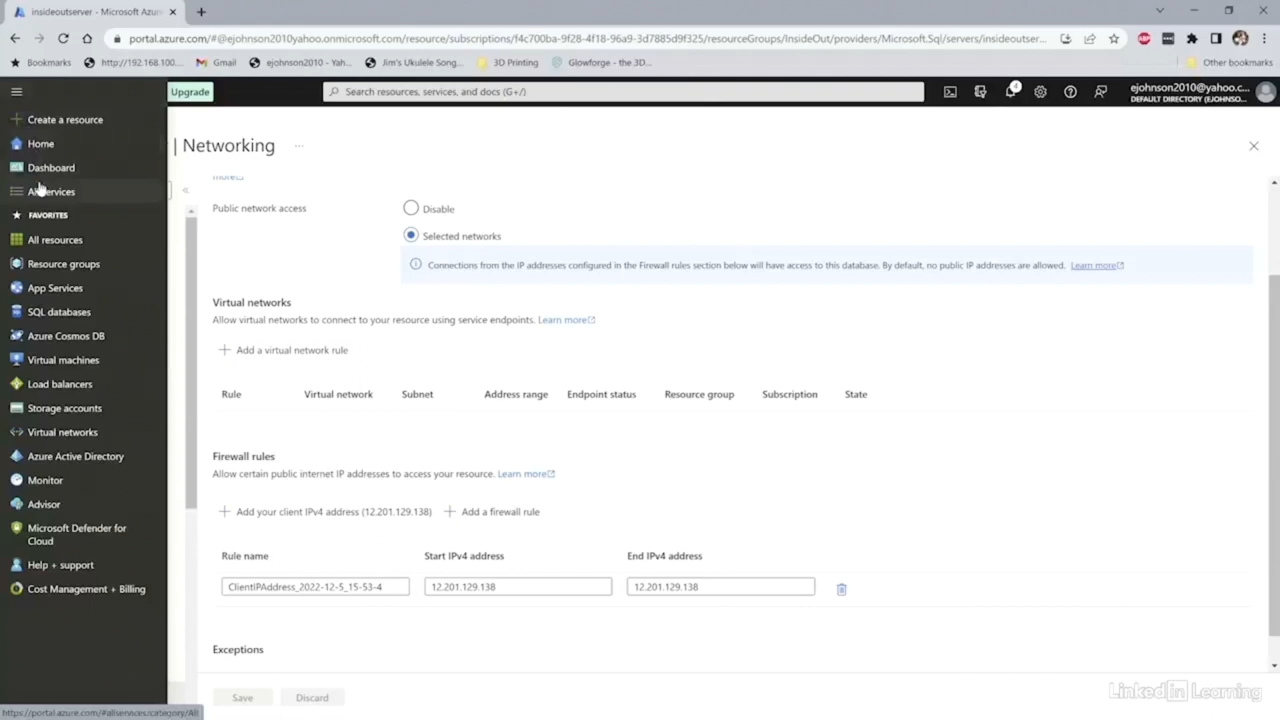 insideoutserver - Microsoft Azur
portal.azure.com/#@ejohnson2010yahoo.onmicrosoft.com/resource/subscriptions/f4c700ba-9f28-4f18-96a9-3d7885d9f325/resourceGroups/InsideOut/providers/Microsoft.Sql/servers/insideoutser...
Bookmarks http://192.168.100.... Gmail ejohnson2010 - Yah... Jim's Ukulele Song... 3D Printing Glowforge - the 3D... Other bookmarks
Upgrade Search resources, services, and docs (G+/) 4 ejohnson2010@yahoo.c...
DEFAULT DIRECTORY (EJOHNSO...
Create a resource
Home
Dashboard
All services
FAVORITES
All resources
Resource groups
App Services
SQL databases
Azure Cosmos DB
Virtual machines
Load balancers
Storage accounts
Virtual networks
Azure Active Directory
Monitor
Advisor
Microsoft Defender for
Cloud
Help + support
Cost Management + Billing
| Networking ...
more
Public network access
Disable
Selected networks
Connections from the IP addresses configured in the Firewall rules section below will have access to this database. By default, no public IP addresses are allowed. Learn more
Virtual networks
Allow virtual networks to connect to your resource using service endpoints. Learn more
Add a virtual network rule
Rule Virtual network Subnet Address range Endpoint status Resource group Subscription State
Firewall rules
Allow certain public internet IP addresses to access your resource. Learn more
Add your client IPv4 address (12.201.129.138) Add a firewall rule
Rule name Start IPv4 address End IPv4 address
ClientIPAddress_2022-12-5_15-53-4 12.201.129.138 12.201.129.138
Exceptions
Save Discard
LinkedIn Learning
https://portal.azure.com/#allservices/category/All